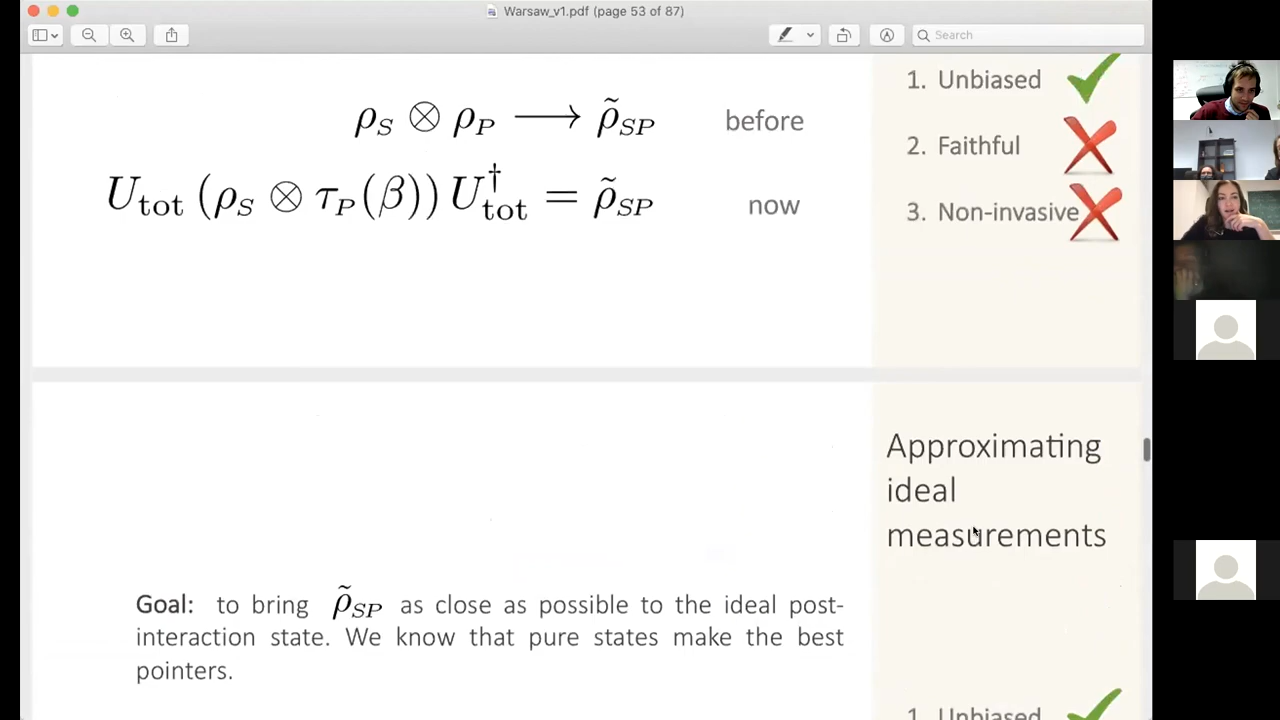 Warsaw_v1.pdf (page 53 of 87)
Search
ρ_S ⊗ ρ_P ⟶ ρ̃_SP before
U_tot (ρ_S ⊗ τ_P(β)) U†_tot = ρ̃_SP now
1. Unbiased
2. Faithful
3. Non-invasive
Approximating
ideal
measurements
Goal: to bring ρ̃_SP as close as possible to the ideal post-
interaction state. We know that pure states make the best
pointers.
1. Unbiased